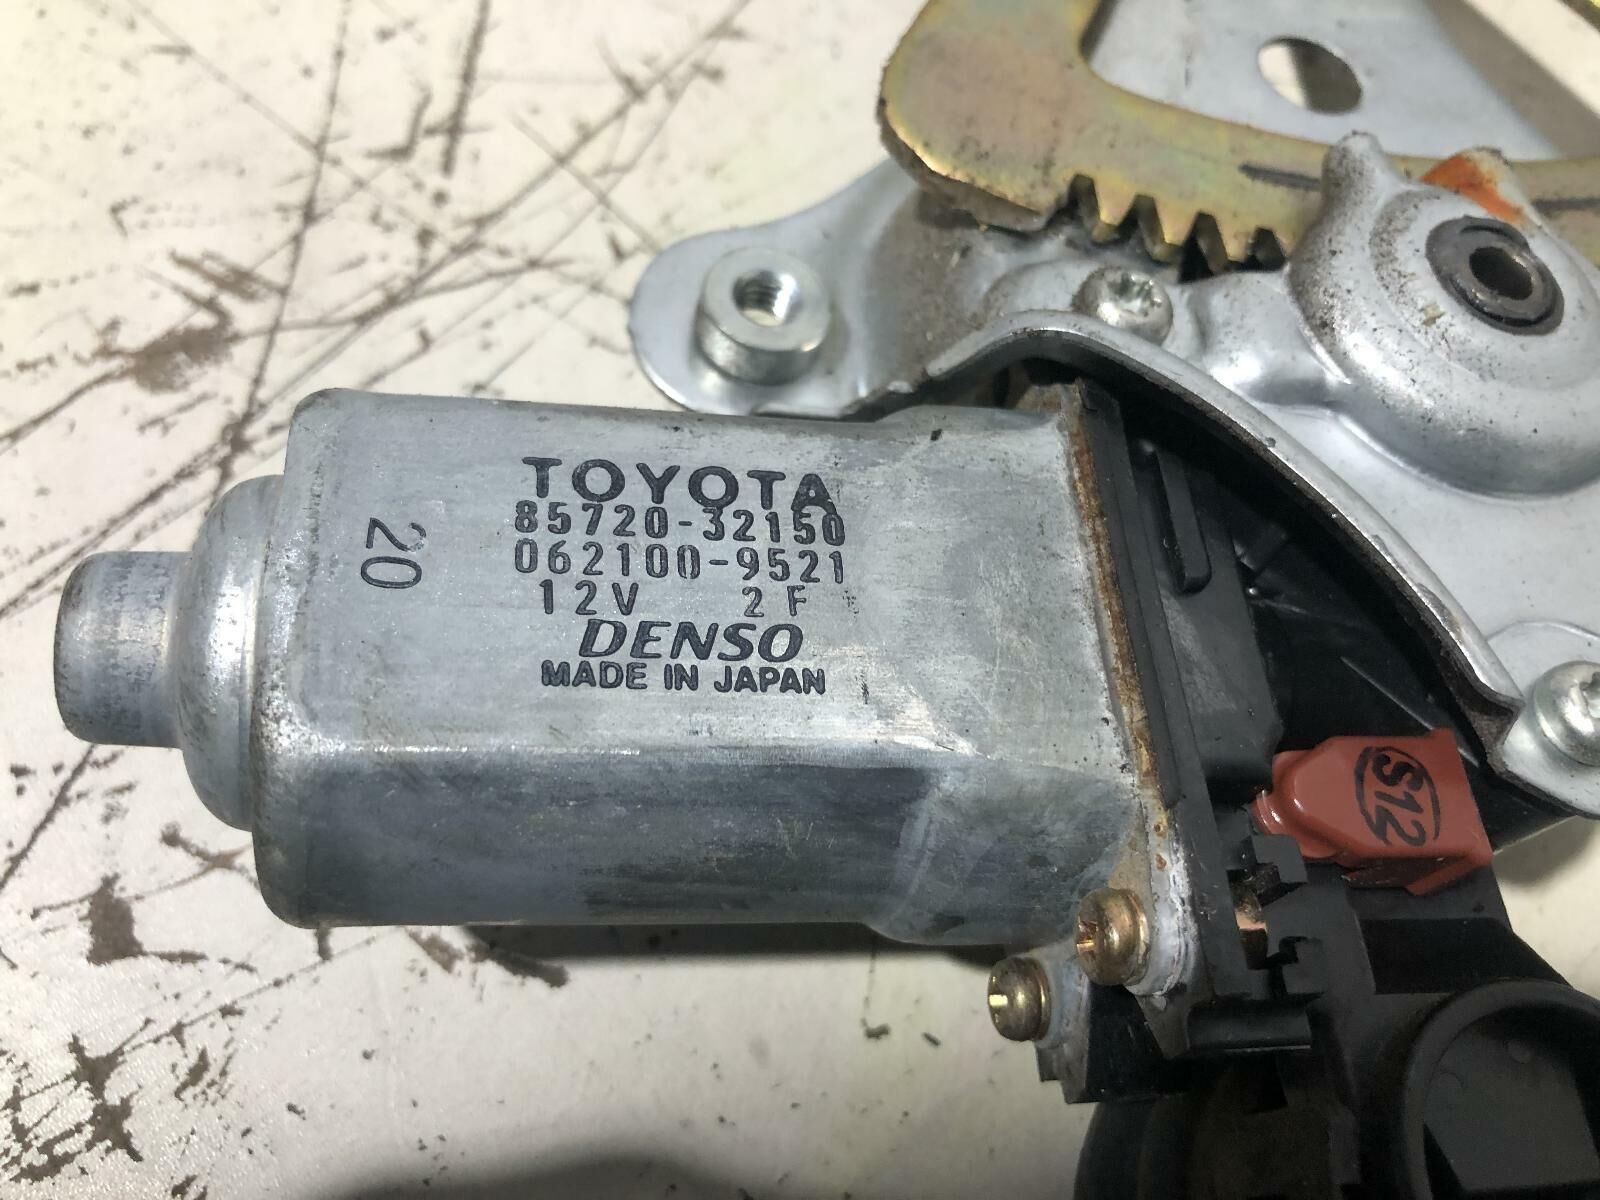 TOYOTA
85720-32150
062100-9521
12V 2F
DENSO
MADE IN JAPAN
20
S12